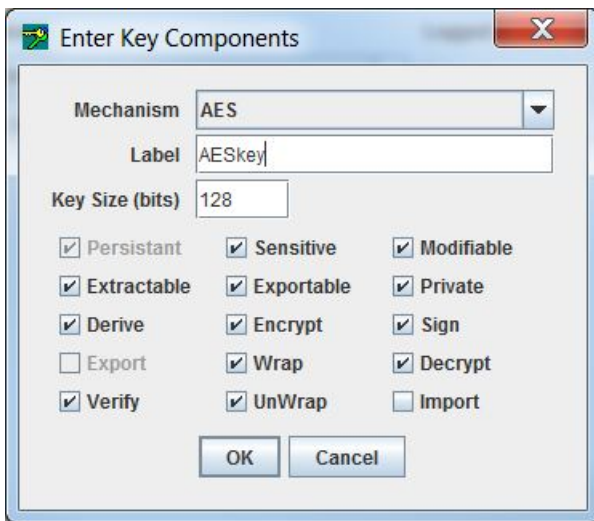 Enter Key Components
Mechanism AES
Label AESkey
Key Size (bits) 128
Persistant Sensitive Modifiable
Extractable Exportable Private
Derive Encrypt Sign
Export Wrap Decrypt
Verify UnWrap Import
OK Cancel